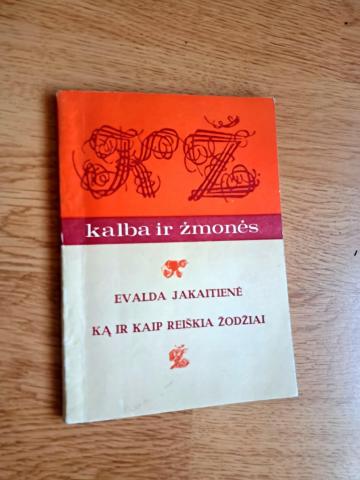 K Ž
kalba ir žmonės
K
EVALDA JAKAITIENĖ
KĄ IR KAIP REIŠKIA ŽODŽIAI
Ž